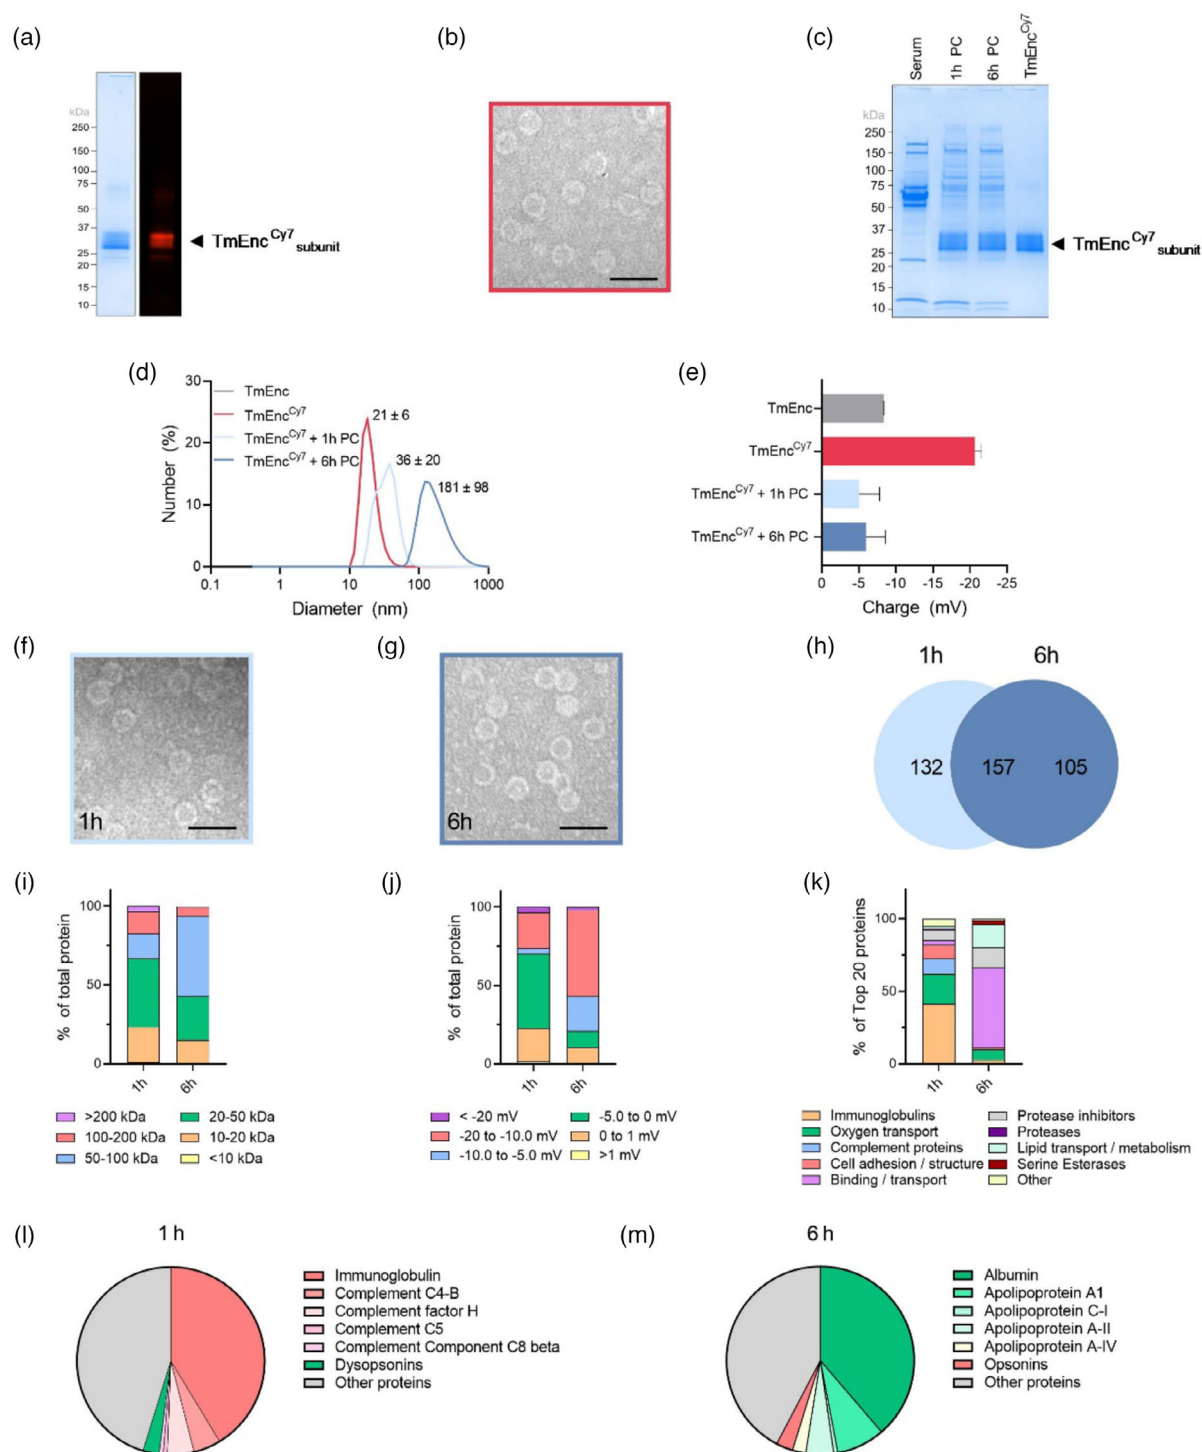 (a)
kDa
250
150
100
75
50
37
25
20
15
10
TmEnc^Cy7 subunit
(b)
(c)
Serum
1h PC
6h PC
TmEnc^Cy7
kDa
250
150
100
75
50
37
25
20
15
10
TmEnc^Cy7 subunit
(d)
Number (%)
30
20
10
0
TmEnc
TmEnc^Cy7
TmEnc^Cy7 + 1h PC
TmEnc^Cy7 + 6h PC
21 ± 6
36 ± 20
181 ± 98
0.1 1 10 100 1000
Diameter (nm)
(e)
TmEnc
TmEnc^Cy7
TmEnc^Cy7 + 1h PC
TmEnc^Cy7 + 6h PC
0 -5 -10 -15 -20 -25
Charge (mV)
(f)
1h
(g)
6h
(h)
1h 6h
132 157 105
(i)
% of total protein
100
50
0
1h 6h
>200 kDa
100-200 kDa
50-100 kDa
20-50 kDa
10-20 kDa
<10 kDa
(j)
% of total protein
100
50
0
1h 6h
< -20 mV
-20 to -10.0 mV
-10.0 to -5.0 mV
-5.0 to 0 mV
0 to 1 mV
>1 mV
(k)
% of Top 20 proteins
100
50
0
1h 6h
Immunoglobulins
Oxygen transport
Complement proteins
Cell adhesion / structure
Binding / transport
Protease inhibitors
Proteases
Lipid transport / metabolism
Serine Esterases
Other
(l)
1 h
Immunoglobulin
Complement C4-B
Complement factor H
Complement C5
Complement Component C8 beta
Dysopsonins
Other proteins
(m)
6 h
Albumin
Apolipoprotein A1
Apolipoprotein C-I
Apolipoprotein A-II
Apolipoprotein A-IV
Opsonins
Other proteins